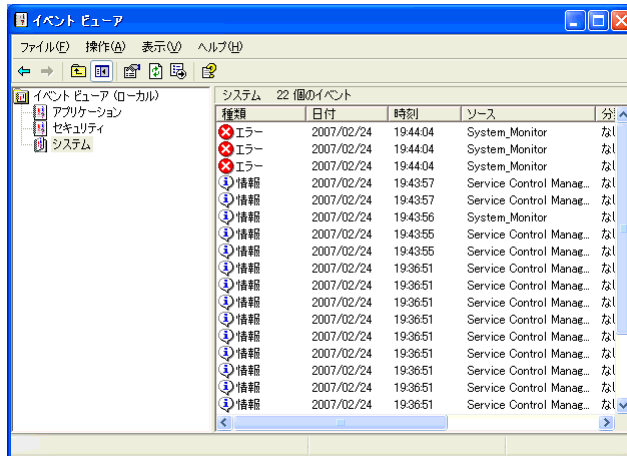 イベント ビューア
ファイル(F) 操作(A) 表示(V) ヘルプ(H)
イベント ビューア (ローカル)
アプリケーション
セキュリティ
システム
システム 22 個のイベント
種類 日付 時刻 ソース
エラー 2007/02/24 19:44:04 System_Monitor なし
エラー 2007/02/24 19:44:04 System_Monitor なし
エラー 2007/02/24 19:44:04 System_Monitor なし
情報 2007/02/24 19:43:57 Service Control Manag... なし
情報 2007/02/24 19:43:57 Service Control Manag... なし
情報 2007/02/24 19:43:56 System_Monitor なし
情報 2007/02/24 19:43:55 Service Control Manag... なし
情報 2007/02/24 19:43:55 Service Control Manag... なし
情報 2007/02/24 19:36:51 Service Control Manag... なし
情報 2007/02/24 19:36:51 Service Control Manag... なし
情報 2007/02/24 19:36:51 Service Control Manag... なし
情報 2007/02/24 19:36:51 Service Control Manag... なし
情報 2007/02/24 19:36:51 Service Control Manag... なし
情報 2007/02/24 19:36:51 Service Control Manag... なし
情報 2007/02/24 19:36:51 Service Control Manag... なし
情報 2007/02/24 19:36:51 Service Control Manag... なし
情報 2007/02/24 19:36:51 Service Control Manag... なし